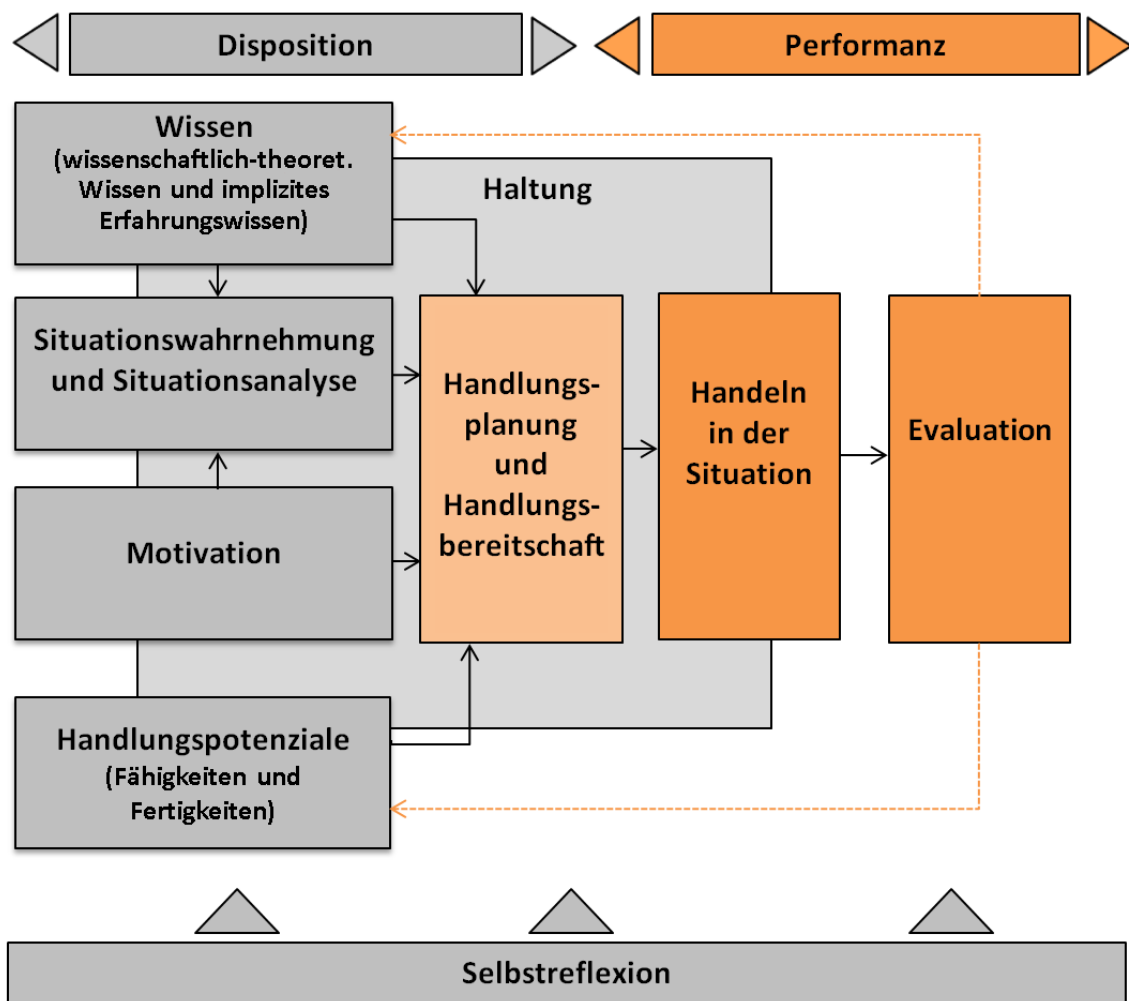 Disposition
Performanz
Wissen
(wissenschaftlich-theoret.
Wissen und implizites
Erfahrungswissen)
Haltung
Situationswahrnehmung
und Situationsanalyse
Motivation
Handlungspotenziale
(Fähigkeiten und
Fertigkeiten)
Handlungs-
planung
und
Handlungs-
bereitschaft
Handeln
in der
Situation
Evaluation
Selbstreflexion